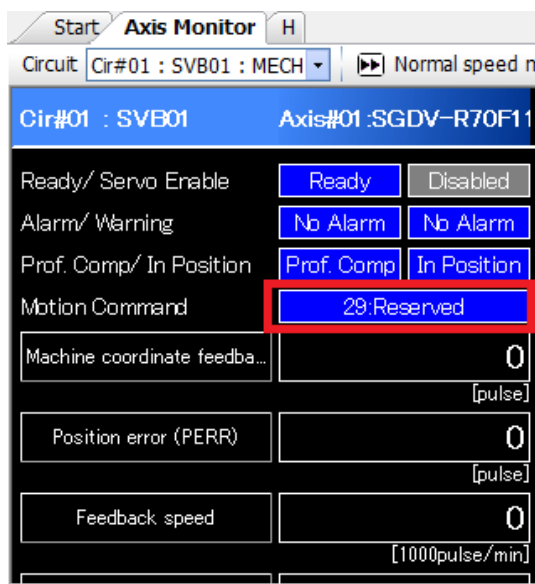 Start Axis Monitor H
Circuit Cir#01 : SVB01 : MECH Normal speed
Cir#01 : SVB01 Axis#01:SGDV-R70F11
Ready/ Servo Enable Ready Disabled
Alarm/ Warning No Alarm No Alarm
Prof. Comp/ In Position Prof. Comp In Position
Motion Command 29:Reserved
Machine coordinate feedba... 0
[pulse]
Position error (PERR) 0
[pulse]
Feedback speed 0
[1000pulse/min]